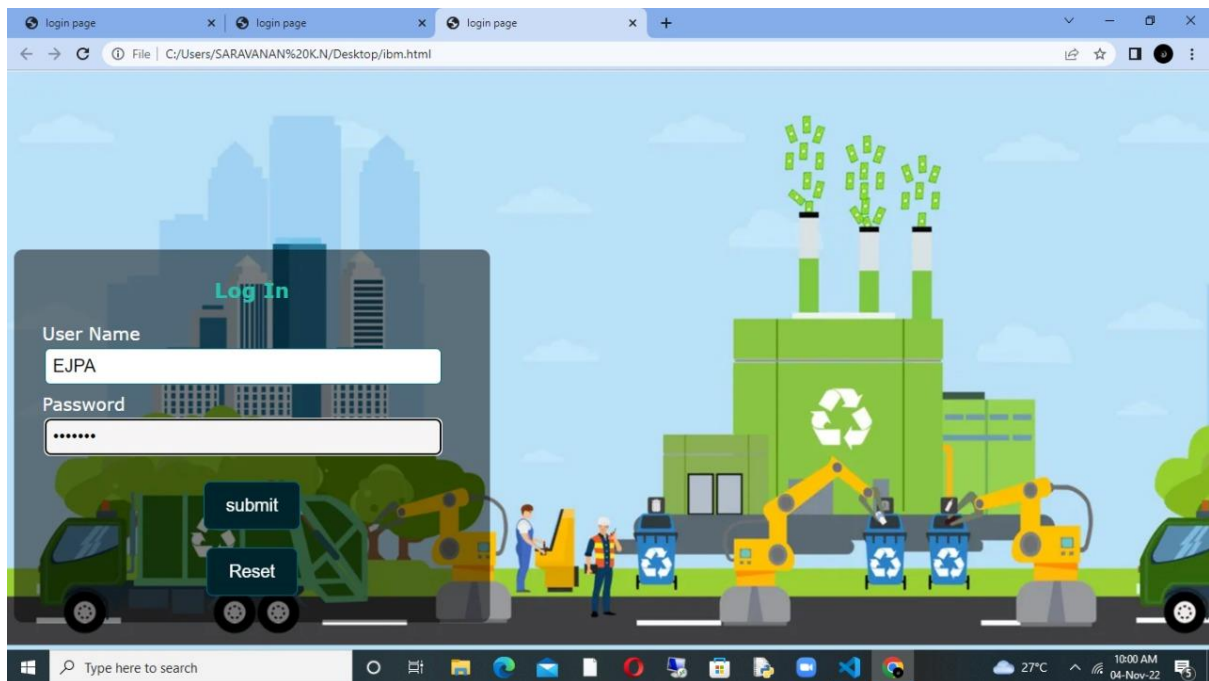 login page
login page
login page
File
C:/Users/SARAVANAN%20K.N/Desktop/ibm.html
Log In
User Name
EJPA
Password
submit
Reset
Type here to search
27°C
10:00 AM
04-Nov-22
5